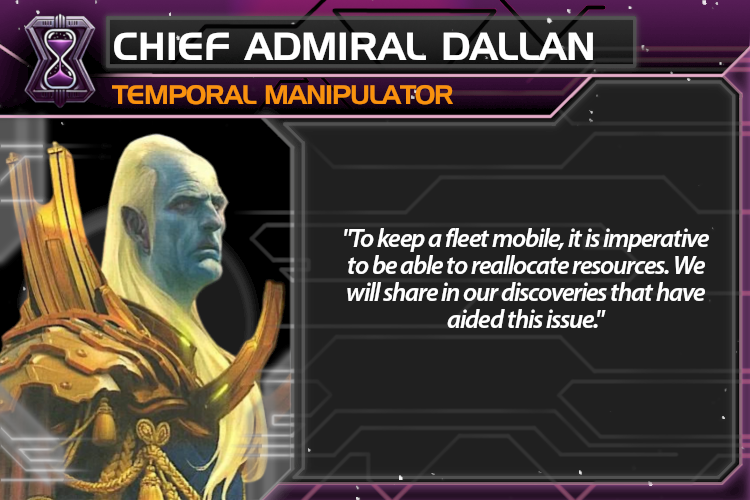 CHIEF ADMIRAL DALLAN
TEMPORAL MANIPULATOR
"To keep a fleet mobile, it is imperative
to be able to reallocate resources. We
will share in our discoveries that have
aided this issue."